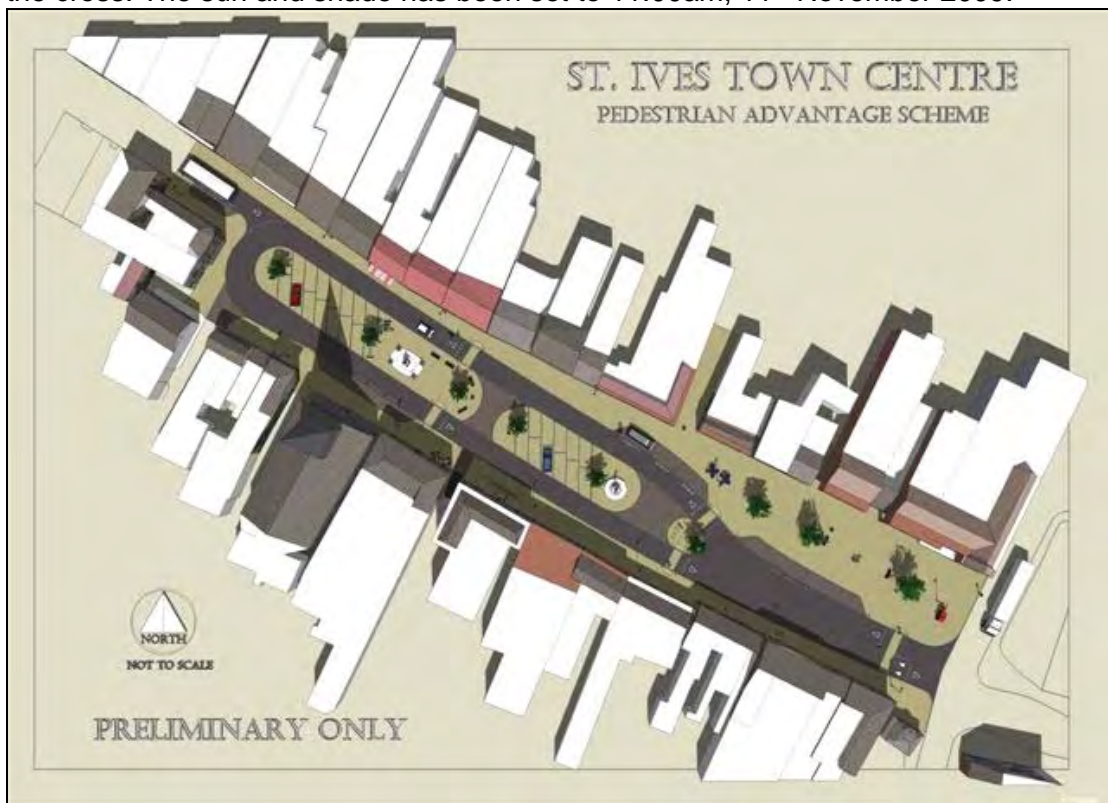 ST. IVES TOWN CENTRE
PEDESTRIAN ADVANTAGE SCHEME
NORTH
NOT TO SCALE
PRELIMINARY ONLY